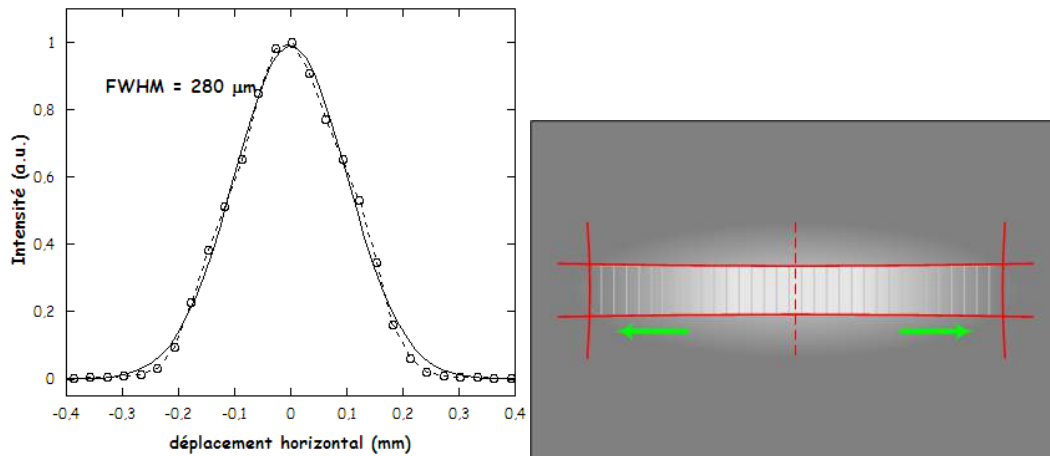 1
0,8
0,6
0,4
0,2
0
FWHM = 280 μm
Intensité (a.u.)
-0,4 -0,3 -0,2 -0,1 0 0,1 0,2 0,3 0,4
déplacement horizontal (mm)